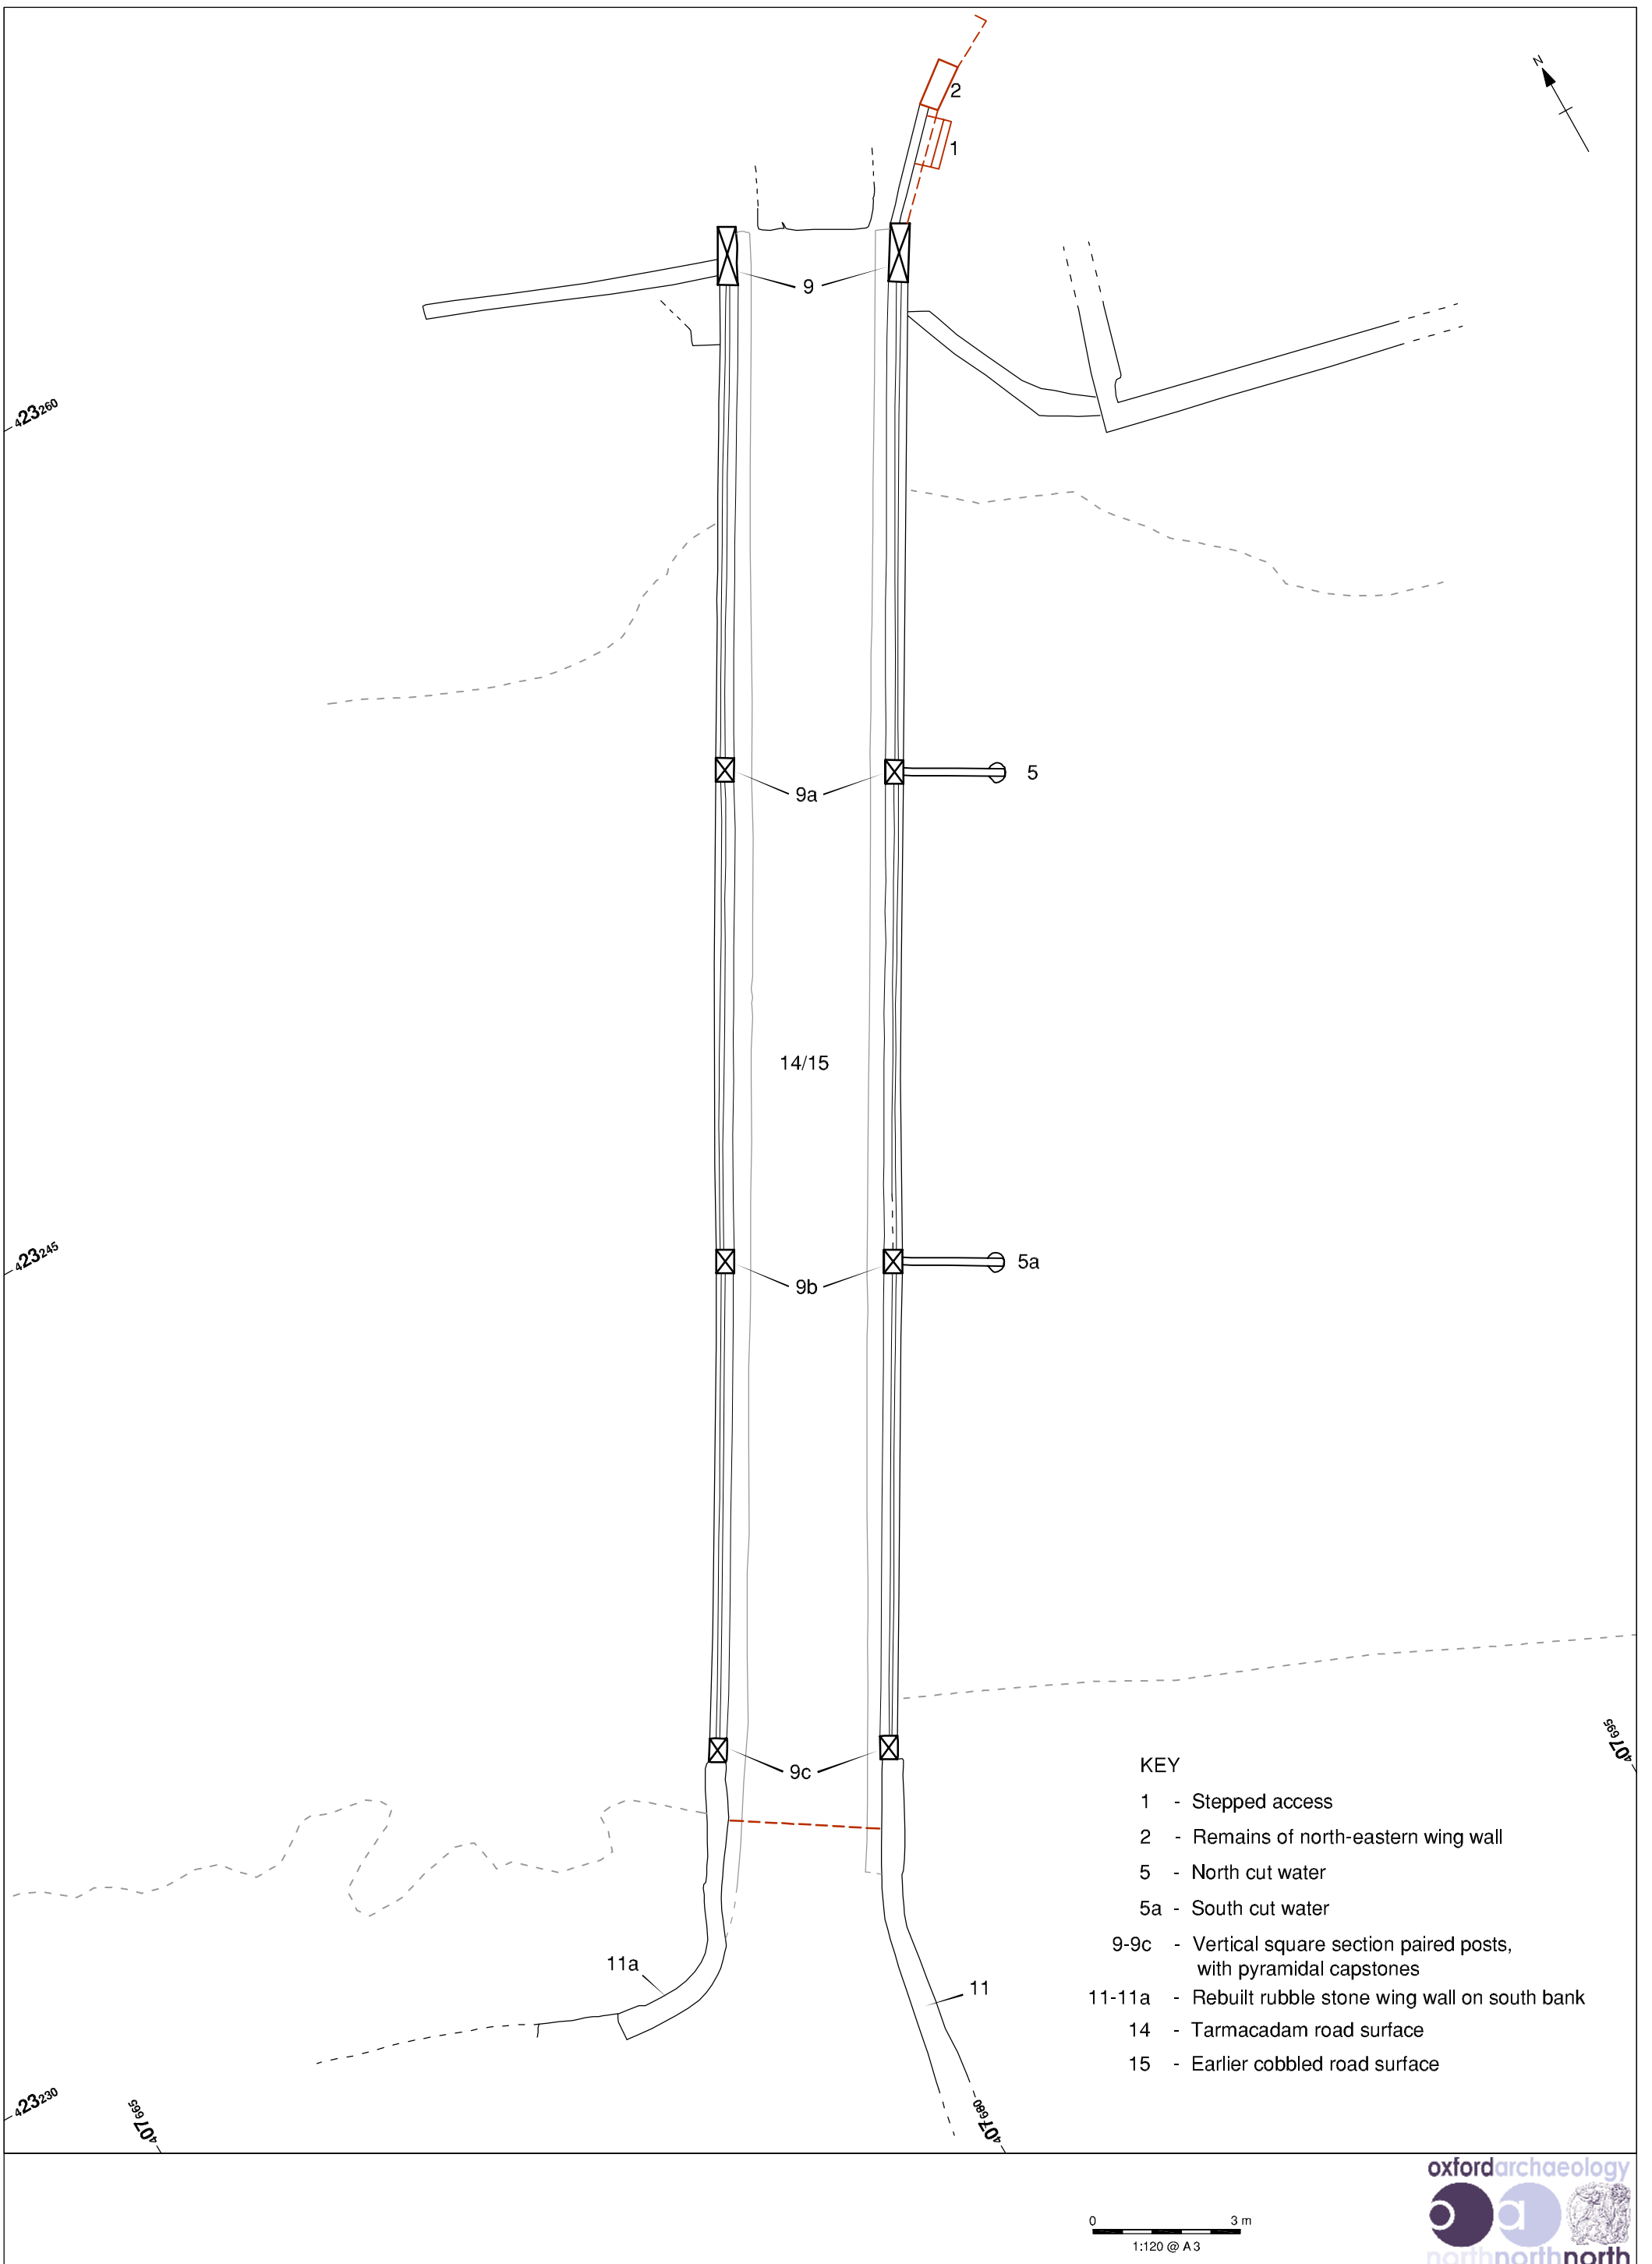 N
2
1
9
423260
9a
5
14/15
423245
9b
5a
407695
9c
KEY
1 - Stepped access
2 - Remains of north-eastern wing wall
5 - North cut water
5a - South cut water
9-9c - Vertical square section paired posts,
with pyramidal capstones
11-11a - Rebuilt rubble stone wing wall on south bank
14 - Tarmacadam road surface
15 - Earlier cobbled road surface
11a
11
423230
407665
407680
oxfordarchaeology
o a
northnorthnorth
0 3 m
1:120 @ A3